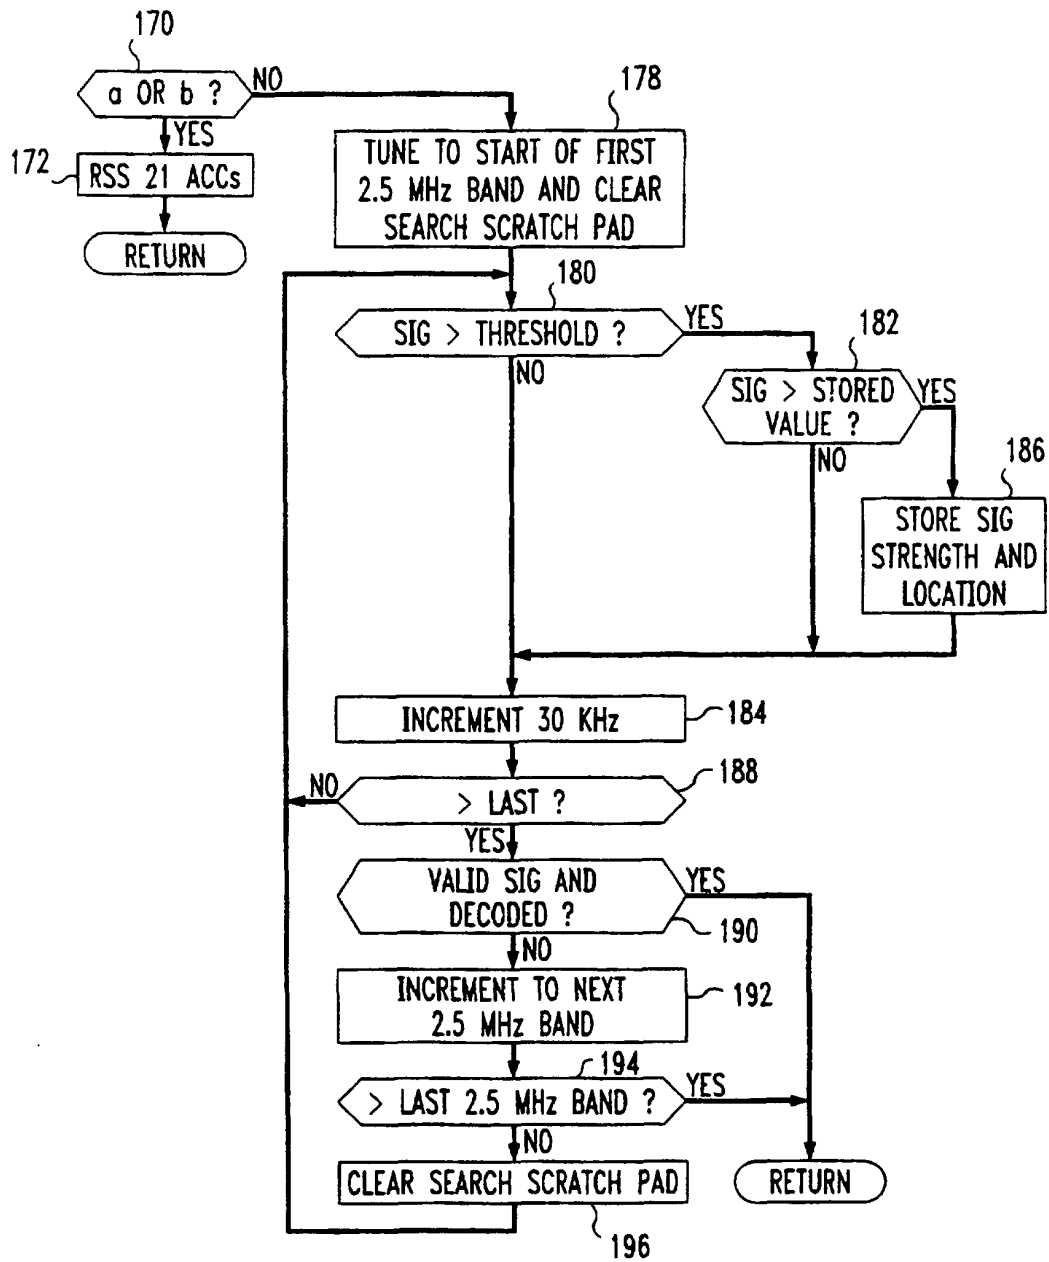 170
a OR b ?
NO
YES
172
RSS 21 ACCs
RETURN
178
TUNE TO START OF FIRST
2.5 MHz BAND AND CLEAR
SEARCH SCRATCH PAD
180
SIG > THRESHOLD ?
YES
NO
182
SIG > STORED
VALUE ?
YES
NO
186
STORE SIG
STRENGTH AND
LOCATION
INCREMENT 30 KHz
184
188
NO
> LAST ?
YES
VALID SIG AND
DECODED ?
YES
190
NO
INCREMENT TO NEXT
2.5 MHz BAND
192
194
> LAST 2.5 MHz BAND ?
YES
NO
CLEAR SEARCH SCRATCH PAD
196
RETURN